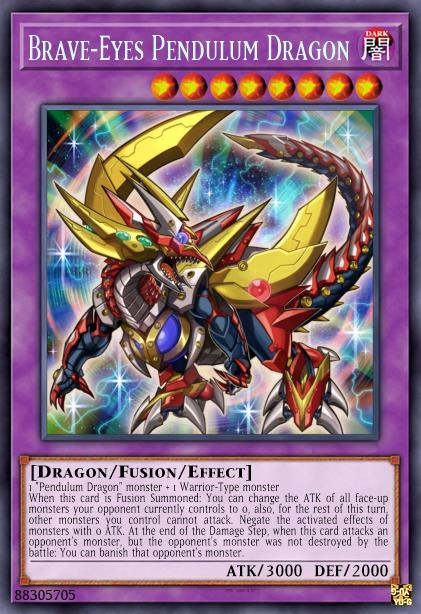 Brave-Eyes Pendulum Dragon
DARK
闇
[Dragon/Fusion/Effect]
1 "Pendulum Dragon" monster + 1 Warrior-Type monster
When this card is Fusion Summoned: You can change the ATK of all face-up
monsters your opponent currently controls to 0, also, for the rest of this turn,
other monsters you control cannot attack. Negate the activated effects of
monsters with 0 ATK. At the end of the Damage Step, when this card attacks an
opponent's monster, but the opponent's monster was not destroyed by the
battle: You can banish that opponent's monster.
ATK/3000 DEF/2000
88305705